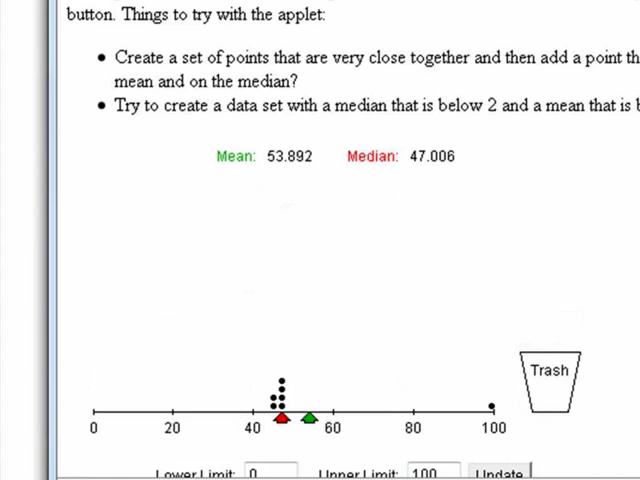 button. Things to try with the applet:
• Create a set of points that are very close together and then add a point
mean and on the median?
• Try to create a data set with a median that is below 2 and a mean that is
Mean: 53.892 Median: 47.006
Trash
0 20 40 60 80 100
Lower Limit: 0 Upper Limit: 100 Update